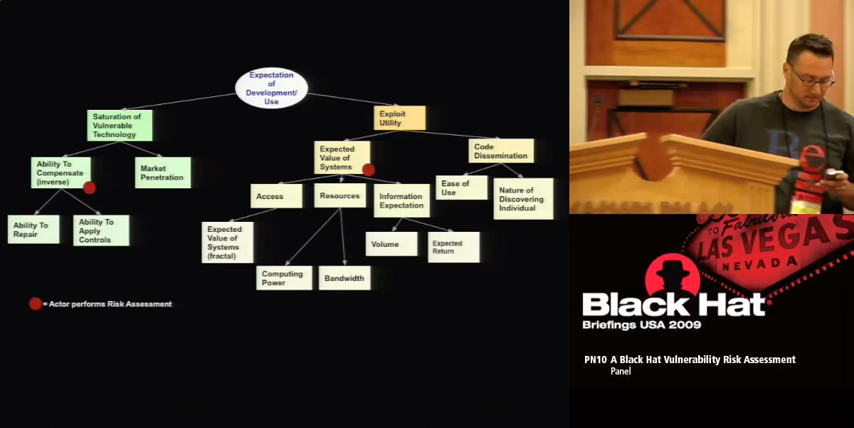 Expectation
of
Development/
Use
Saturation of
Vulnerable
Technology
Exploit
Utility
Ability To
Compensate
(inverse)
Market
Penetration
Expected
Value of
Systems
Code
Dissemination
Access
Resources
Information
Expectation
Ease of
Use
Nature of
Discovering
Individual
Ability To
Repair
Ability To
Apply
Controls
Expected
Value of
Systems
(fractal)
Volume
Expected
Return
Computing
Power
Bandwidth
= Actor performs Risk Assessment
TO Fabulous
LAS VEGAS
NEVADA
Black Hat
Briefings USA 2009
PN10 A Black Hat Vulnerability Risk Assessment
Panel